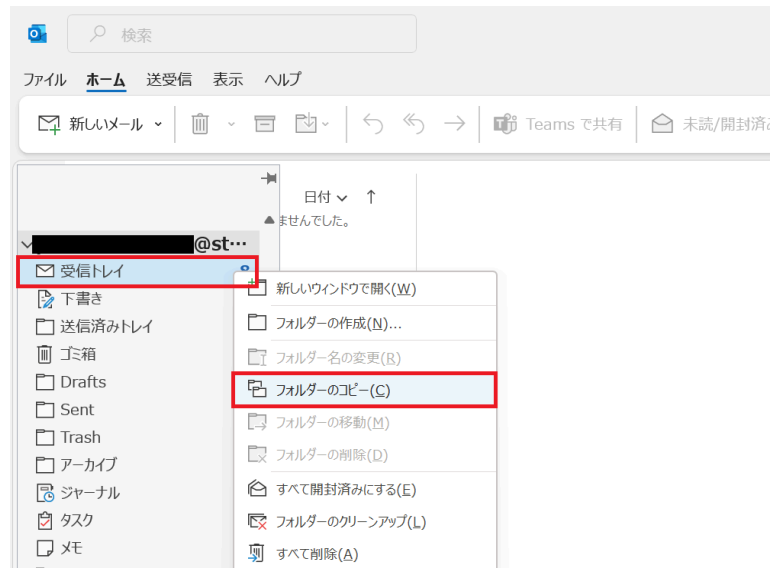 検索
ファイル ホーム 送受信 表示 ヘルプ
新しいメール Teams で共有 未読/開封済み
日付 ↑
ませんでした。
@st…
受信トレイ 8
下書き
送信済みトレイ
ゴミ箱
Drafts
Sent
Trash
アーカイブ
ジャーナル
タスク
メモ
新しいウィンドウで開く(W)
フォルダーの作成(N)...
フォルダー名の変更(R)
フォルダーのコピー(C)
フォルダーの移動(M)
フォルダーの削除(D)
すべて開封済みにする(E)
フォルダーのクリーンアップ(L)
すべて削除(A)